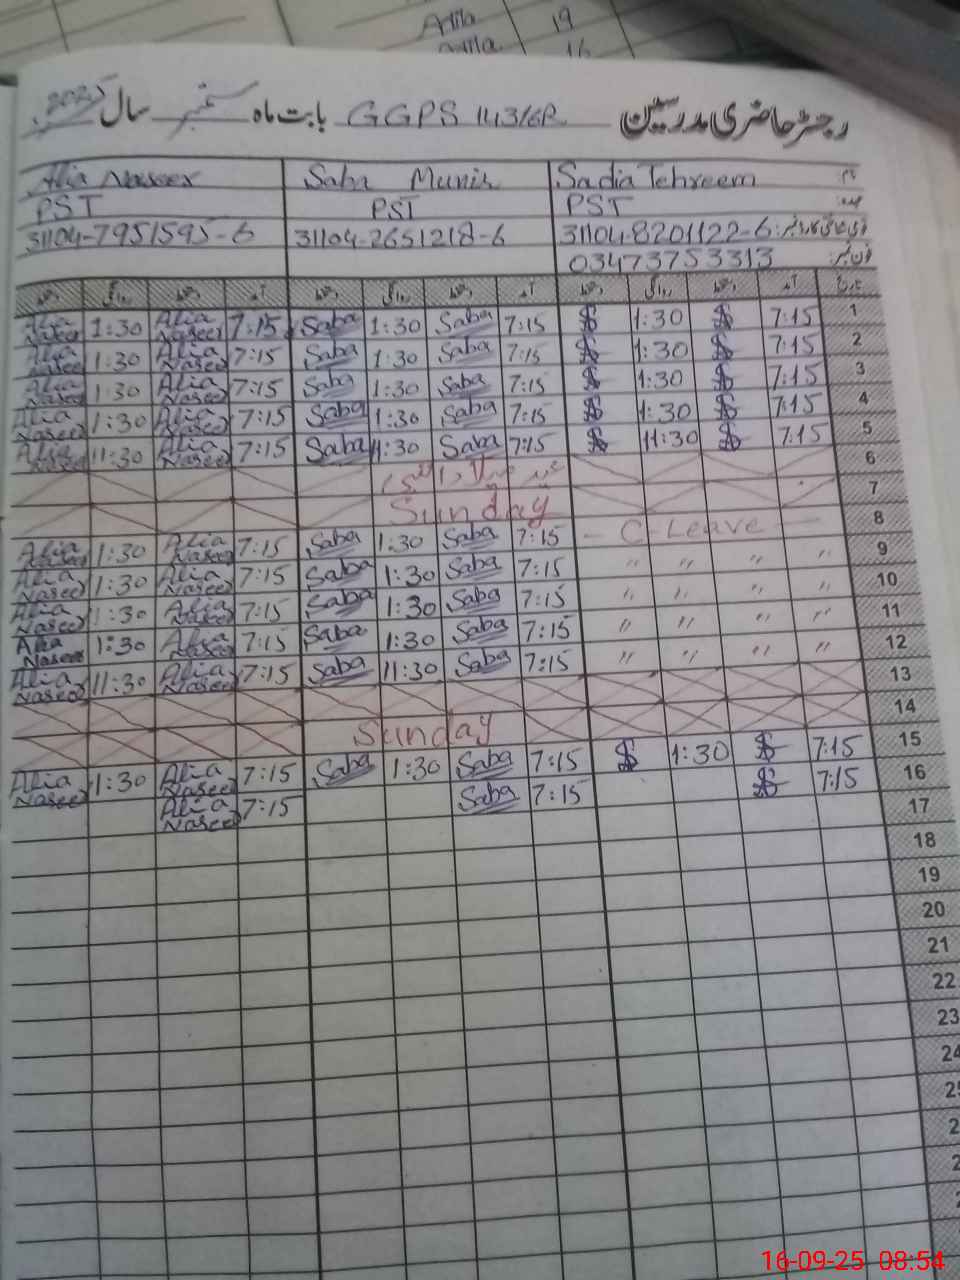 Adila 19
16
رجسٹر حاضری مدرسین GGPS 1143/6R بابت ماہ ستمبر سال 2025
Alia Naseer Saba Munir Sadia Tehreem نام
PST PST PST عہدہ
31104-7951595-6 31104-2651218-6 31104-8201122-6 قومی شناختی کارڈ نمبر:
03473753313 فون نمبر:
دستخط روانگی دستخط آمد دستخط روانگی دستخط آمد دستخط روانگی دستخط آمد تاریخ
Alia Naseer 1:30 Alia Naseer 7:15 Saba 1:30 Saba 7:15 1:30 7:15 1
Alia Naseer 1:30 Alia Naseer 7:15 Saba 1:30 Saba 7:15 1:30 7:15 2
Alia Naseer 1:30 Alia Naseer 7:15 Saba 1:30 Saba 7:15 1:30 7:15 3
Alia Naseer 1:30 Alia Naseer 7:15 Saba 1:30 Saba 7:15 1:30 7:15 4
Alia Naseer 11:30 Alia Naseer 7:15 Saba 11:30 Saba 7:15 11:30 7:15 5
6
Sunday 7
Alia Naseer 1:30 Alia Naseer 7:15 Saba 1:30 Saba 7:15 - C-Leave - 8
Alia Naseer 1:30 Alia Naseer 7:15 Saba 1:30 Saba 7:15 " " " " 9
Alia Naseer 1:30 Alia Naseer 7:15 Saba 1:30 Saba 7:15 " " " " 10
Alia Naseer 1:30 Alia Naseer 7:15 Saba 1:30 Saba 7:15 " " " " 11
Alia Naseer 11:30 Alia Naseer 7:15 Saba 11:30 Saba 7:15 " " " " 12
13
Sunday 14
Alia Naseer 1:30 Alia Naseer 7:15 Saba 1:30 Saba 7:15 1:30 7:15 15
Alia Naseer 7:15 Saba 7:15 7:15 16
17
18
19
20
21
22
23
24
2
2
2
2
16-09-25 08:54